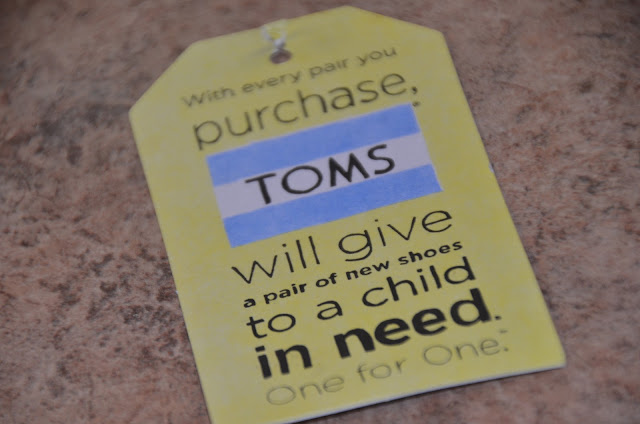 With every pair you
purchase,
TOMS
will give
a pair of new shoes
to a child
in need.
One for One.™